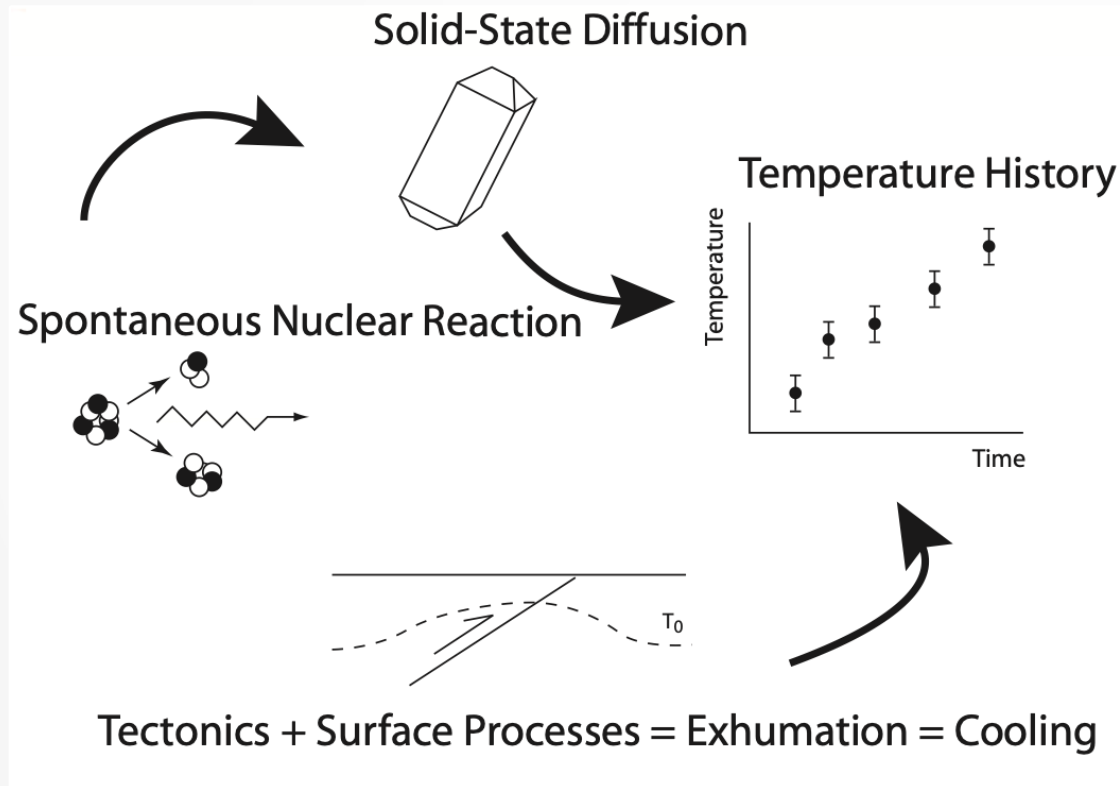 Solid-State Diffusion
Temperature History
Temperature
Time
Spontaneous Nuclear Reaction
T₀
Tectonics + Surface Processes = Exhumation = Cooling